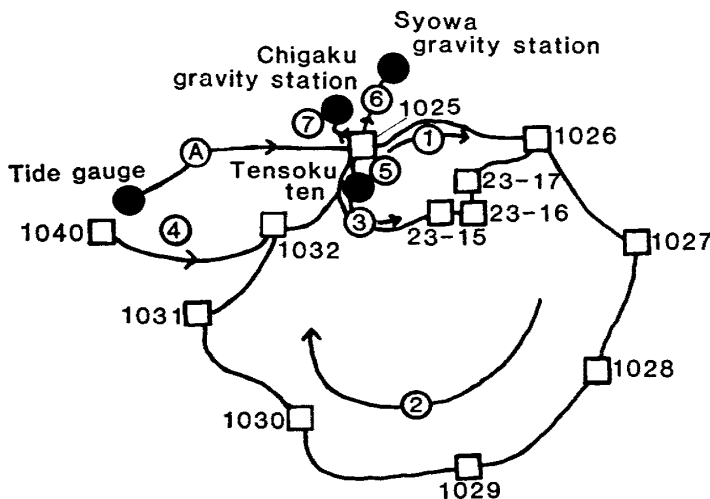 Syowa
gravity station
Chigaku
gravity station
6
7
1025
1
1026
A
Tensoku
ten
5
Tide gauge
23-17
23-16
23-15
3
4
1040
1032
1027
1031
1028
2
1030
1029